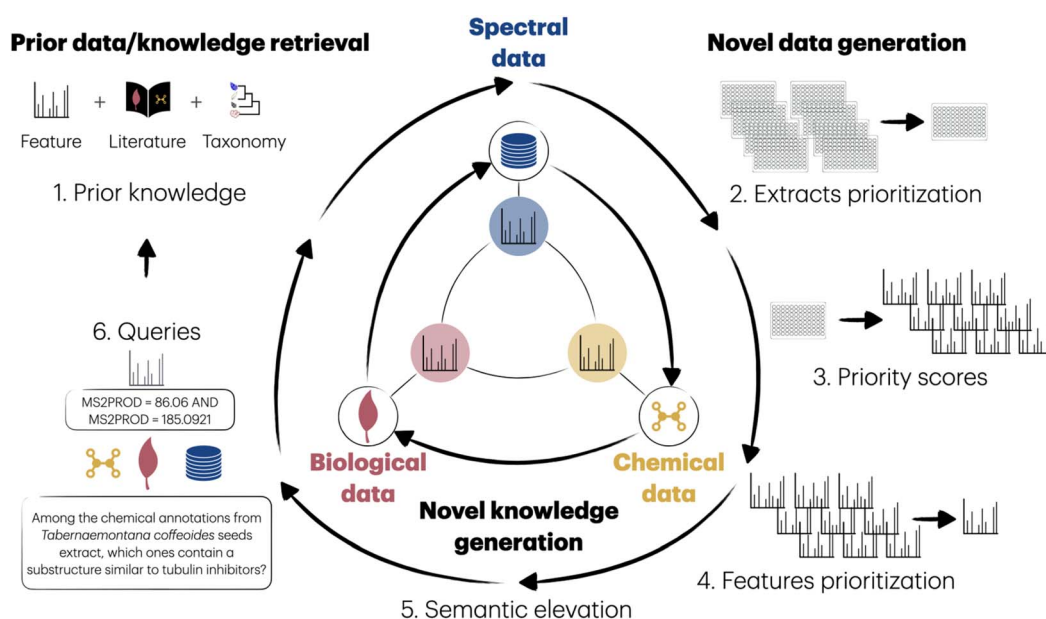 Prior data/knowledge retrieval
Feature + Literature + Taxonomy
1. Prior knowledge
Spectral
data
Novel data generation
2. Extracts prioritization
3. Priority scores
4. Features prioritization
5. Semantic elevation
6. Queries
MS2PROD = 86.06 AND
MS2PROD = 185.0921
Among the chemical annotations from
Tabernaemontana coffeoides seeds
extract, which ones contain a
substructure similar to tubulin inhibitors?
Biological
data
Chemical
data
Novel knowledge
generation